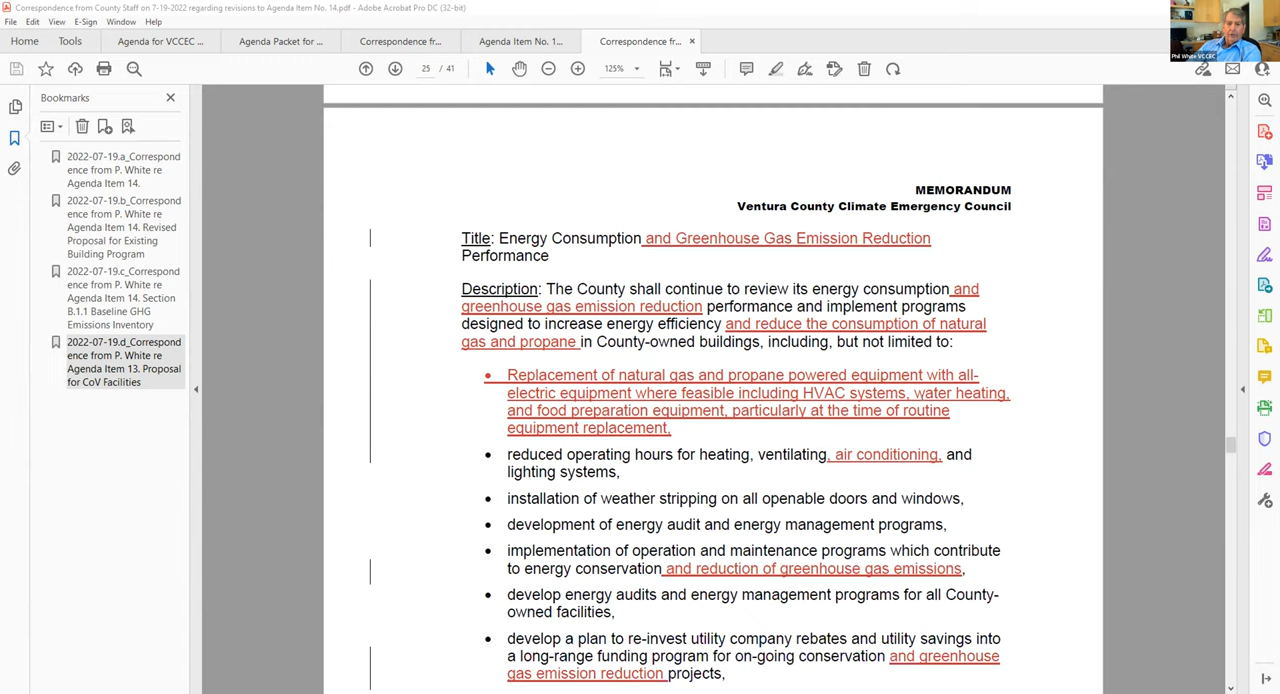 Correspondence from County Staff on 7-19-2022 regarding revisions to Agenda Item No. 14.pdf - Adobe Acrobat Pro DC (32-bit)
File Edit View E-Sign Window Help
Home Tools Agenda for VCCEC ... Agenda Packet for ... Correspondence fr... Agenda Item No. 1... Correspondence fr... ×
25 / 41 125%
Bookmarks
2022-07-19.a_Correspond
ence from P. White re
Agenda Item 14.
2022-07-19.b_Correspond
ence from P. White re
Agenda Item 14. Revised
Proposal for Existing
Building Program
2022-07-19.c_Correspond
ence from P. White re
Agenda Item 14. Section
B.1.1 Baseline GHG
Emissions Inventory
2022-07-19.d_Correspond
ence from P. White re
Agenda Item 13. Proposal
for CoV Facilities
Phil White VCCEC
MEMORANDUM
Ventura County Climate Emergency Council
Title: Energy Consumption and Greenhouse Gas Emission Reduction
Performance
Description: The County shall continue to review its energy consumption and
greenhouse gas emission reduction performance and implement programs
designed to increase energy efficiency and reduce the consumption of natural
gas and propane in County-owned buildings, including, but not limited to:
• Replacement of natural gas and propane powered equipment with all-
electric equipment where feasible including HVAC systems, water heating,
and food preparation equipment, particularly at the time of routine
equipment replacement,
• reduced operating hours for heating, ventilating, air conditioning, and
lighting systems,
• installation of weather stripping on all openable doors and windows,
• development of energy audit and energy management programs,
• implementation of operation and maintenance programs which contribute
to energy conservation and reduction of greenhouse gas emissions,
• develop energy audits and energy management programs for all County-
owned facilities,
• develop a plan to re-invest utility company rebates and utility savings into
a long-range funding program for on-going conservation and greenhouse
gas emission reduction projects,